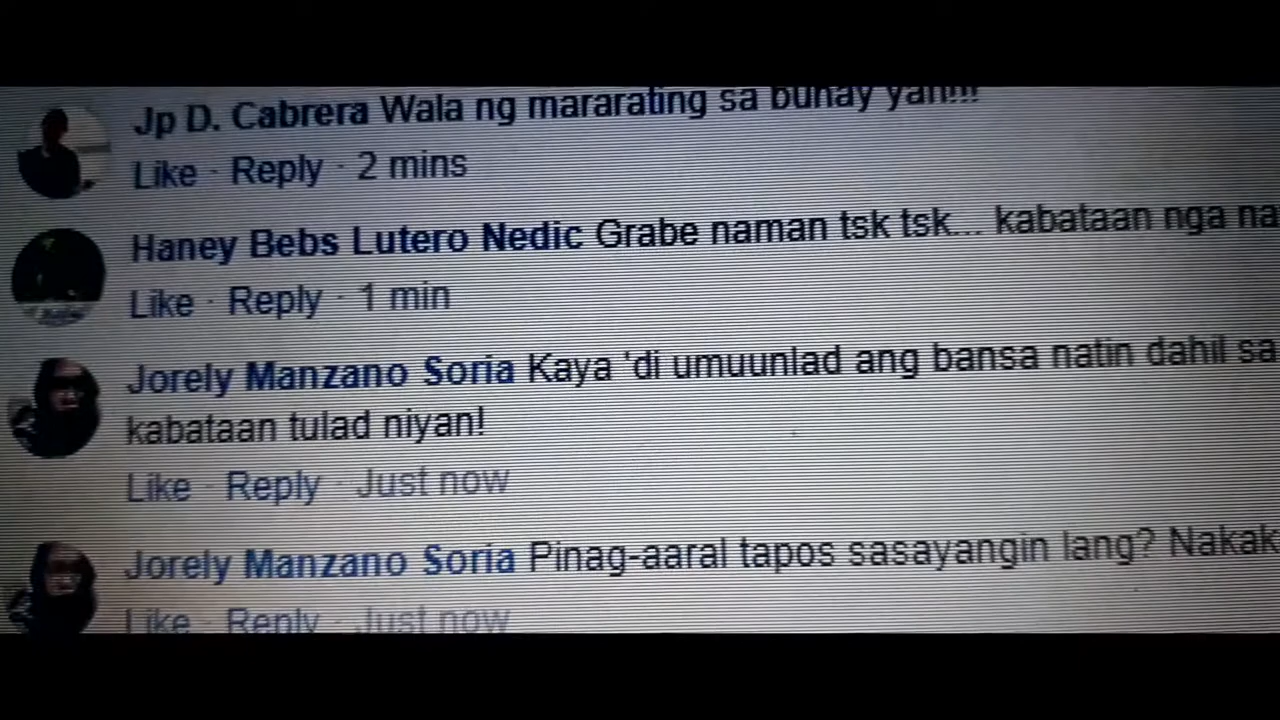 Jp D. Cabrera Wala ng mararating sa buhay yan!!!
Like · Reply · 2 mins
Haney Bebs Lutero Nedic Grabe naman tsk tsk... kabataan nga na
Like · Reply · 1 min
Jorely Manzano Soria Kaya 'di umuunlad ang bansa natin dahil sa
kabataan tulad niyan!
Like · Reply · Just now
Jorely Manzano Soria Pinag-aaral tapos sasayangin lang?
Like · Reply · Just now